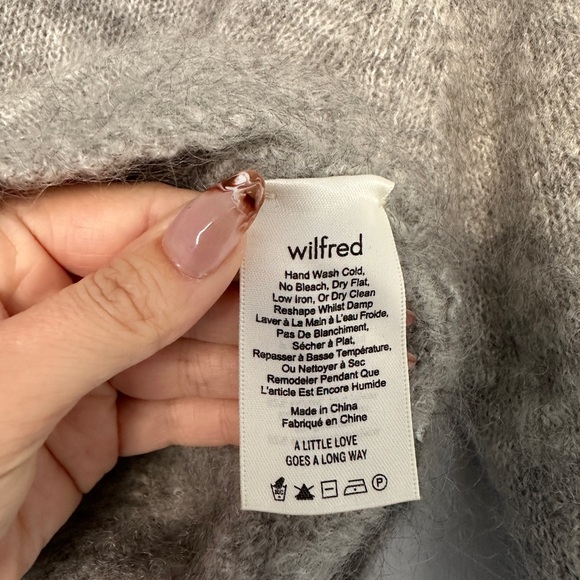 wilfred
Hand Wash Cold,
No Bleach, Dry Flat,
Low Iron, Or Dry Clean
Reshape Whilst Damp
Laver à La Main à L'eau Froide,
Pas De Blanchiment,
Sécher à Plat,
Repasser à Basse Température,
Ou Nettoyer à Sec
Remodeler Pendant Que
L'article Est Encore Humide
Made in China
Fabriqué en Chine
A LITTLE LOVE
GOES A LONG WAY
P